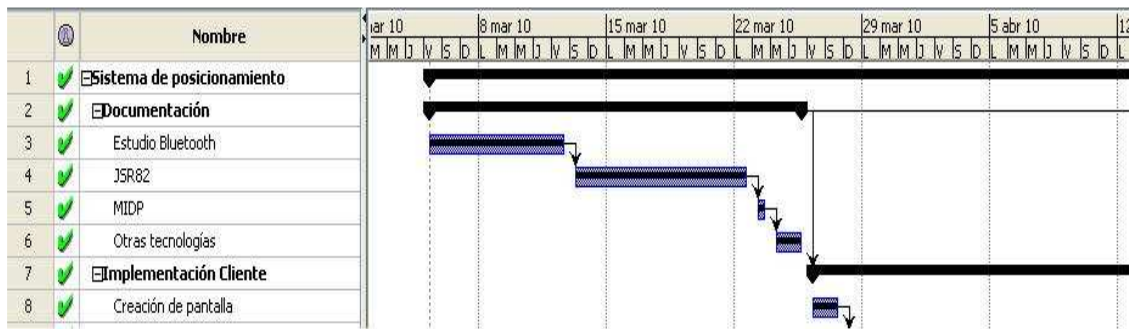 Nombre
ar 10 8 mar 10 15 mar 10 22 mar 10 29 mar 10 5 abr 10 12
M M J V S D L M M J V S D L M M J V S D L M M J V S D L M M J V S D L M M J V S D L
1 Sistema de posicionamiento
2 Documentación
3 Estudio Bluetooth
4 JSR82
5 MIDP
6 Otras tecnologías
7 Implementación Cliente
8 Creación de pantalla